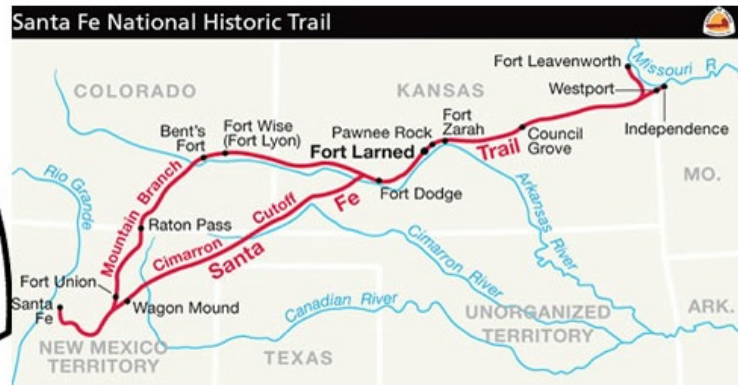 Santa Fe National Historic Trail
Fort Leavenworth
Missouri R
COLORADO
KANSAS
Westport
Bent's
Fort
Fort Wise
(Fort Lyon)
Pawnee Rock
Fort
Zarah
Fort Larned
Trail
Council
Grove
Independence
Rio Grande
Mountain Branch
Fort Dodge
MO.
Fe
Arkansas River
Raton Pass
Cimarron Cutoff
Santa
Cimarron River
Fort Union
Santa
Fe
Wagon Mound
Canadian River
UNORGANIZED
TERRITORY
ARK.
NEW MEXICO
TERRITORY
TEXAS